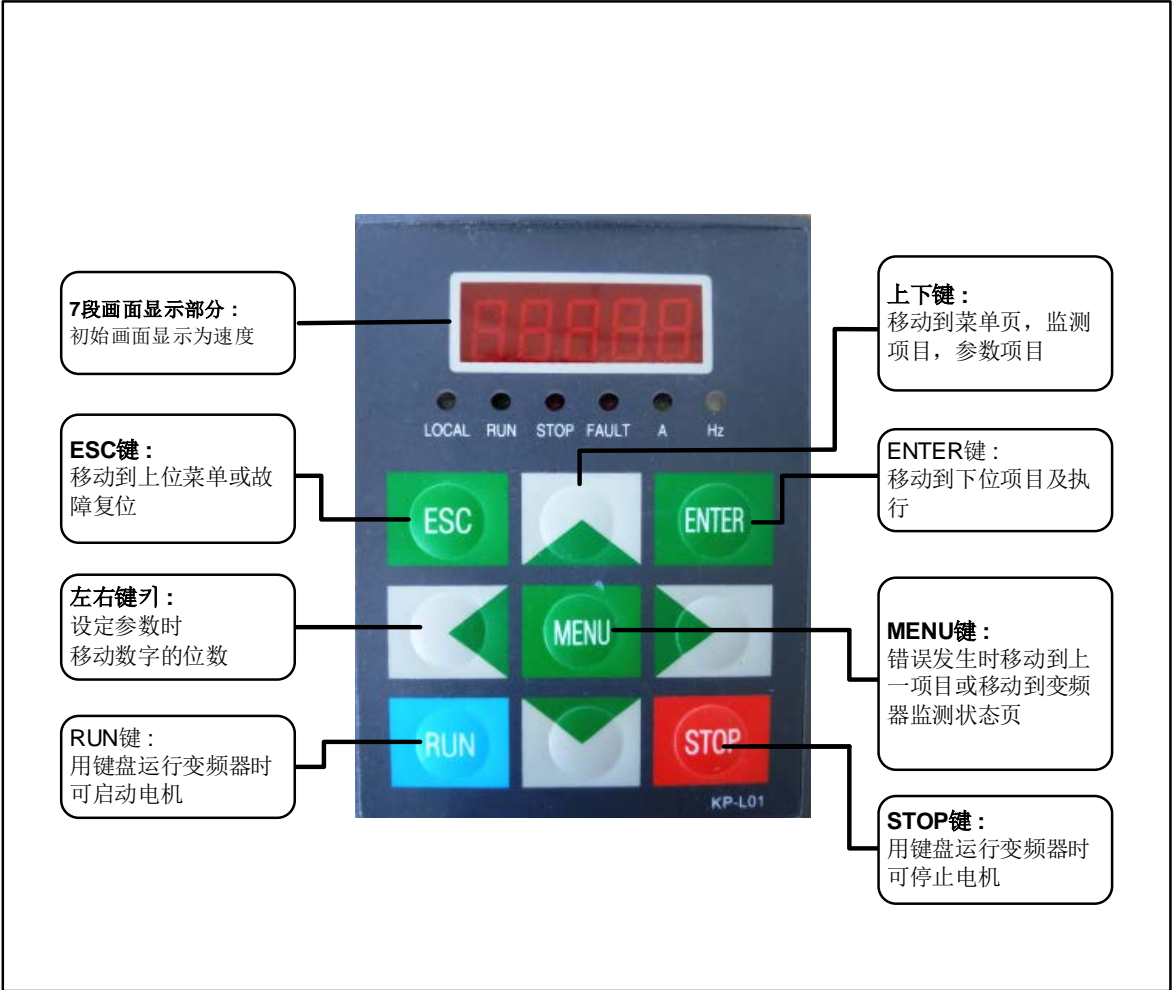 7段画面显示部分：
初始画面显示为速度
ESC键：
移动到上位菜单或故
障复位
左右键키：
设定参数时
移动数字的位数
RUN键：
用键盘运行变频器时
可启动电机
LOCAL RUN STOP FAULT A Hz
ESC
ENTER
MENU
RUN
STOP
KP-L01
上下键：
移动到菜单页，监测
项目，参数项目
ENTER键：
移动到下位项目及执
行
MENU键：
错误发生时移动到上
一项目或移动到变频
器监测状态页
STOP键：
用键盘运行变频器时
可停止电机